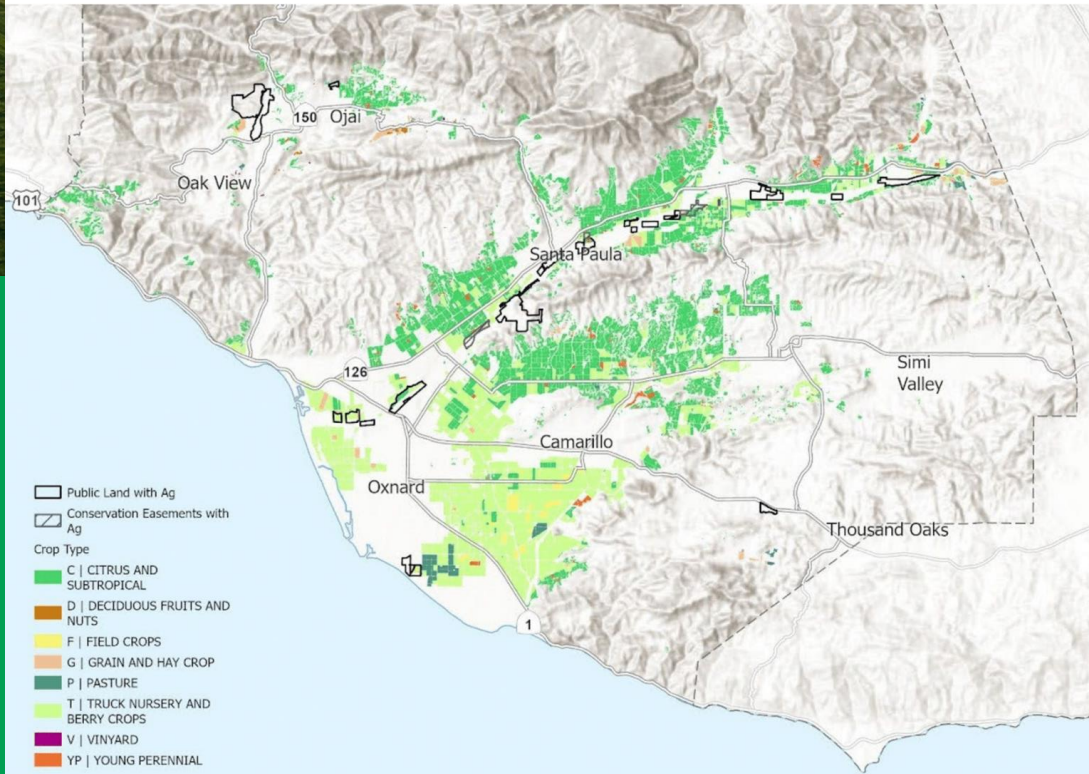 150
Ojai
Oak View
101
Santa Paula
126
Simi
Valley
Camarillo
Oxnard
Thousand Oaks
1
Public Land with Ag
Conservation Easements with
Ag
Crop Type
C | CITRUS AND
SUBTROPICAL
D | DECIDUOUS FRUITS AND
NUTS
F | FIELD CROPS
G | GRAIN AND HAY CROP
P | PASTURE
T | TRUCK NURSERY AND
BERRY CROPS
V | VINYARD
YP | YOUNG PERENNIAL